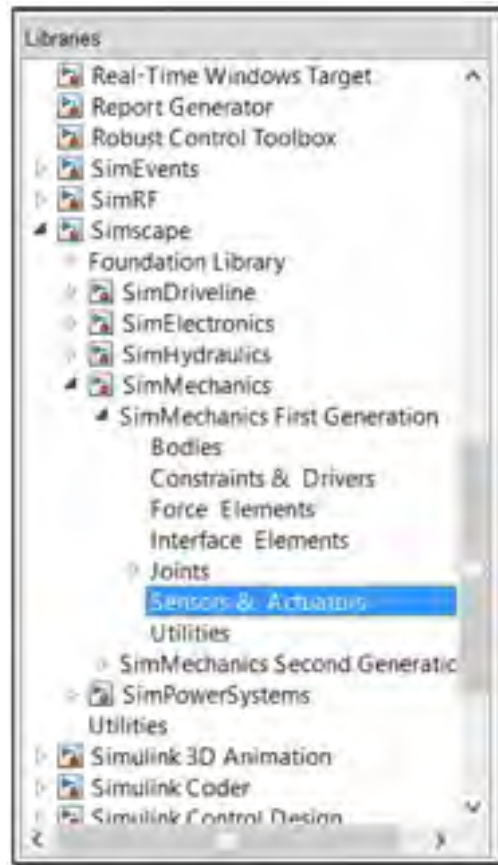 Libraries
Real-Time Windows Target
Report Generator
Robust Control Toolbox
SimEvents
SimRF
Simscape
Foundation Library
SimDriveline
SimElectronics
SimHydraulics
SimMechanics
SimMechanics First Generation
Bodies
Constraints & Drivers
Force Elements
Interface Elements
Joints
Sensors & Actuators
Utilities
SimMechanics Second Generatic
SimPowerSystems
Utilities
Simulink 3D Animation
Simulink Coder
Simulink Control Design